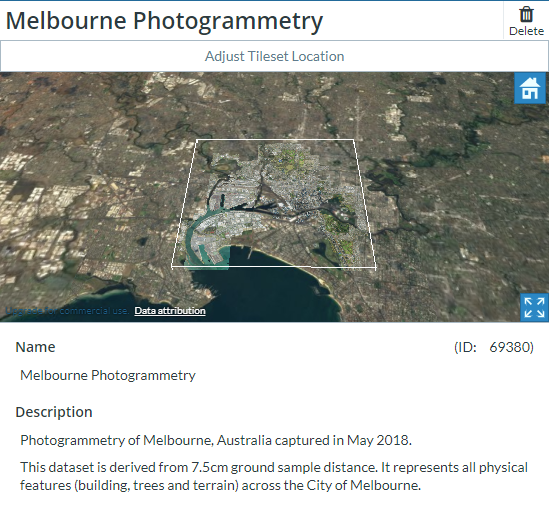 Melbourne Photogrammetry
Delete
Adjust Tileset Location
for commercial use. Data attribution
Name (ID: 69380)
Melbourne Photogrammetry
Description
Photogrammetry of Melbourne, Australia captured in May 2018.
This dataset is derived from 7.5cm ground sample distance. It represents all physical
features (building, trees and terrain) across the City of Melbourne.